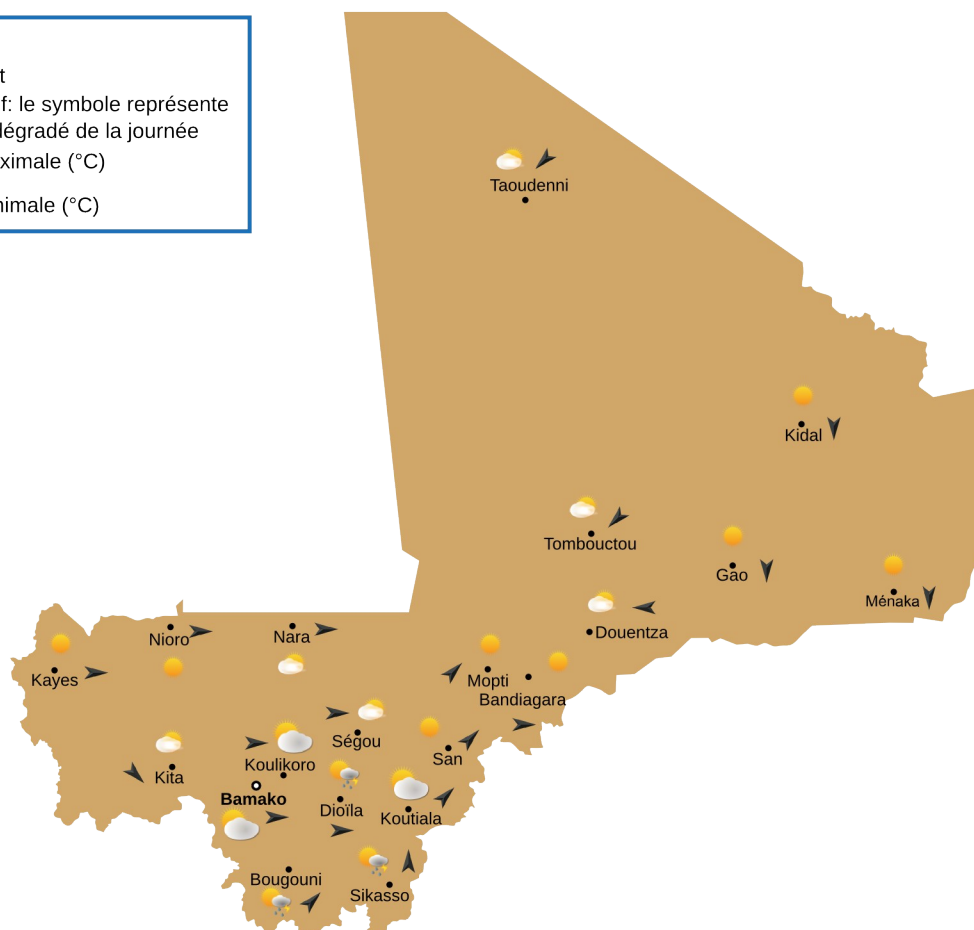 t
f: le symbole représente
dégradé de la journée
ximale (°C)
nimale (°C)
Taoudenni
Kidal
Tombouctou
Gao
Ménaka
Douentza
Nioro
Nara
Kayes
Mopti
Bandiagara
Ségou
San
Koulikoro
Kita
Bamako
Dioïla
Koutiala
Bougouni
Sikasso